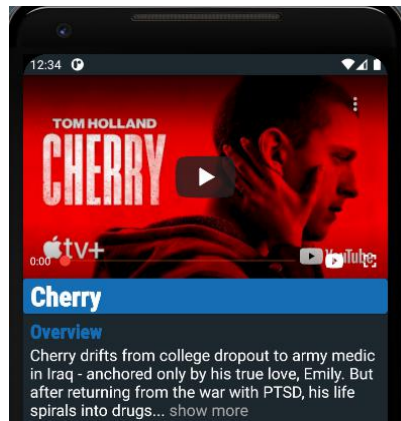 12:34
TOM HOLLAND
CHERRY
tv+
0:00
YouTube
Cherry
Overview
Cherry drifts from college dropout to army medic
in Iraq - anchored only by his true love, Emily. But
after returning from the war with PTSD, his life
spirals into drugs... show more